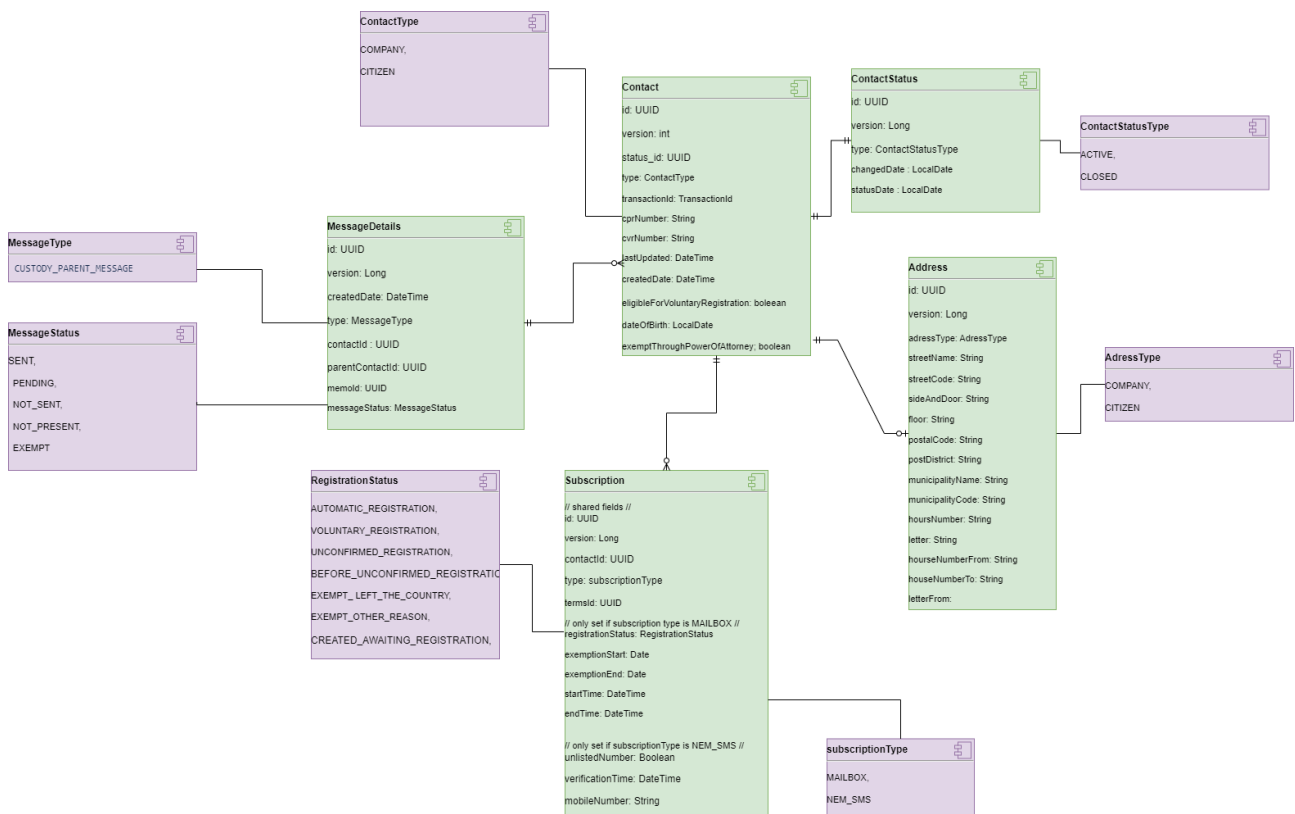 ContactType
COMPANY,
CITIZEN
Contact
id: UUID
version: int
status_id: UUID
type: ContactType
transactionId: TransactionId
cprNumber: String
cvrNumber: String
lastUpdated: DateTime
createdDate: DateTime
eligibleForVoluntaryRegistration: boleean
dateOfBirth: LocalDate
exemptThroughPowerOfAttorney; boolean
ContactStatus
id: UUID
version: Long
type: ContactStatusType
changedDate : LocalDate
statusDate : LocalDate
ContactStatusType
ACTIVE,
CLOSED
MessageType
CUSTODY_PARENT_MESSAGE
MessageStatus
SENT,
PENDING,
NOT_SENT,
NOT_PRESENT,
EXEMPT
MessageDetails
id: UUID
version: Long
createdDate: DateTime
type: MessageType
contactId : UUID
parentContactId: UUID
memoId: UUID
messageStatus: MessageStatus
Address
id: UUID
version: Long
adressType: AdressType
streetName: String
streetCode: String
sideAndDoor: String
floor: String
postalCode: String
postDistrict: String
municipalityName: String
municipalityCode: String
hoursNumber: String
letter: String
hourseNumberFrom: String
houseNumberTo: String
letterFrom:
AdressType
COMPANY,
CITIZEN
RegistrationStatus
AUTOMATIC_REGISTRATION,
VOLUNTARY_REGISTRATION,
UNCONFIRMED_REGISTRATION,
BEFORE_UNCONFIRMED_REGISTRATIC
EXEMPT_ LEFT_THE_COUNTRY,
EXEMPT_OTHER_REASON,
CREATED_AWAITING_REGISTRATION,
Subscription
// shared fields //
id: UUID
version: Long
contactId: UUID
type: subscriptionType
termsId: UUID
// only set if subscription type is MAILBOX //
registrationStatus: RegistrationStatus
exemptionStart: Date
exemptionEnd: Date
startTime: DateTime
endTime: DateTime
// only set if subscriptionType is NEM_SMS //
unlistedNumber: Boolean
verificationTime: DateTime
mobileNumber: String
subscriptionType
MAILBOX,
NEM_SMS